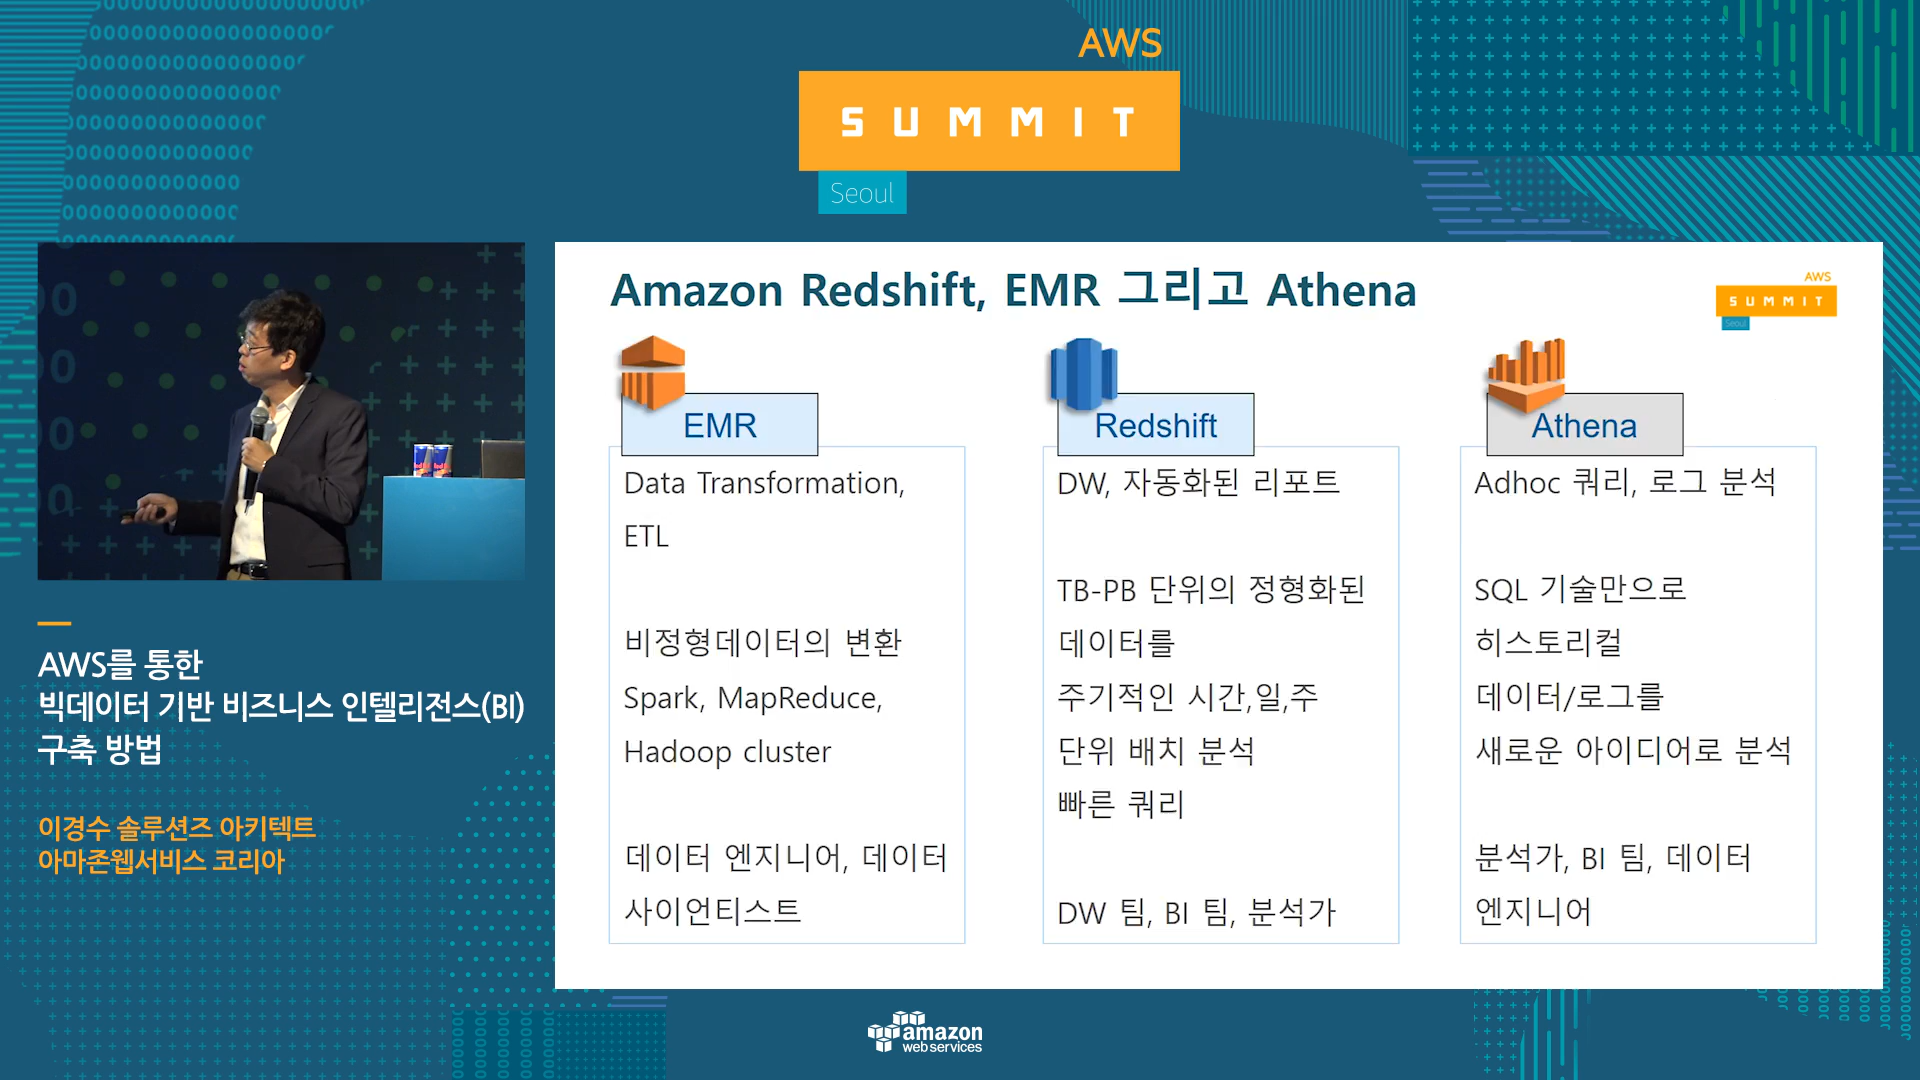 AWS
SUMMIT
Seoul
AWS를 통한
빅데이터 기반 비즈니스 인텔리전스(BI)
구축 방법
이경수 솔루션즈 아키텍트
아마존웹서비스 코리아
Amazon Redshift, EMR 그리고 Athena
AWS
SUMMIT
Seoul
EMR
Data Transformation,
ETL
비정형데이터의 변환
Spark, MapReduce,
Hadoop cluster
데이터 엔지니어, 데이터
사이언티스트
Redshift
DW, 자동화된 리포트
TB-PB 단위의 정형화된
데이터를
주기적인 시간,일,주
단위 배치 분석
빠른 쿼리
DW 팀, BI 팀, 분석가
Athena
Adhoc 쿼리, 로그 분석
SQL 기술만으로
히스토리컬
데이터/로그를
새로운 아이디어로 분석
분석가, BI 팀, 데이터
엔지니어
amazon
web services